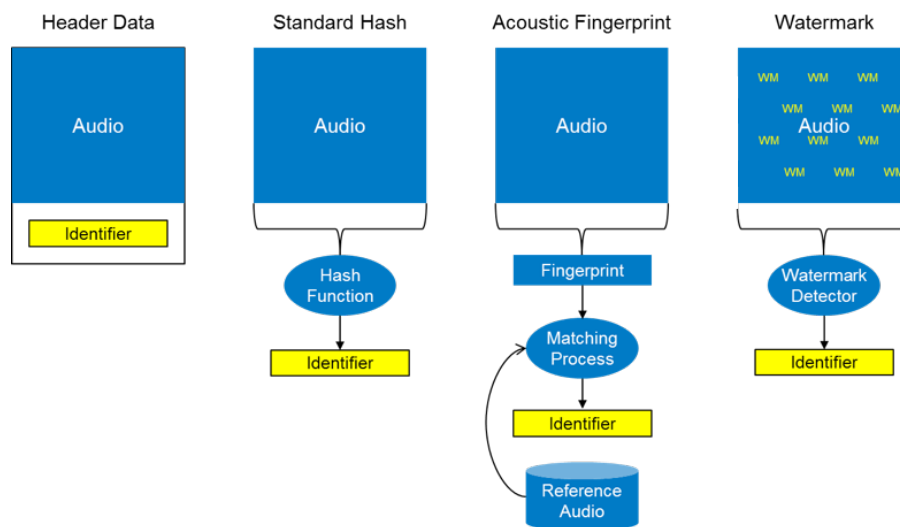 Header Data
Standard Hash
Acoustic Fingerprint
Watermark
Audio
Identifier
Audio
Hash
Function
Identifier
Audio
Fingerprint
Matching
Process
Identifier
Reference
Audio
WM WM WM
WM WM WM
Audio
WM WM WM
WM WM WM
Watermark
Detector
Identifier